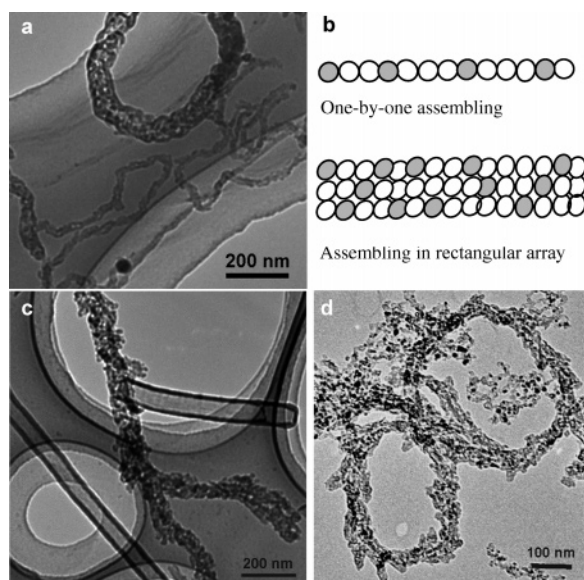 a
200 nm
b
One-by-one assembling
Assembling in rectangular array
c
200 nm
d
100 nm